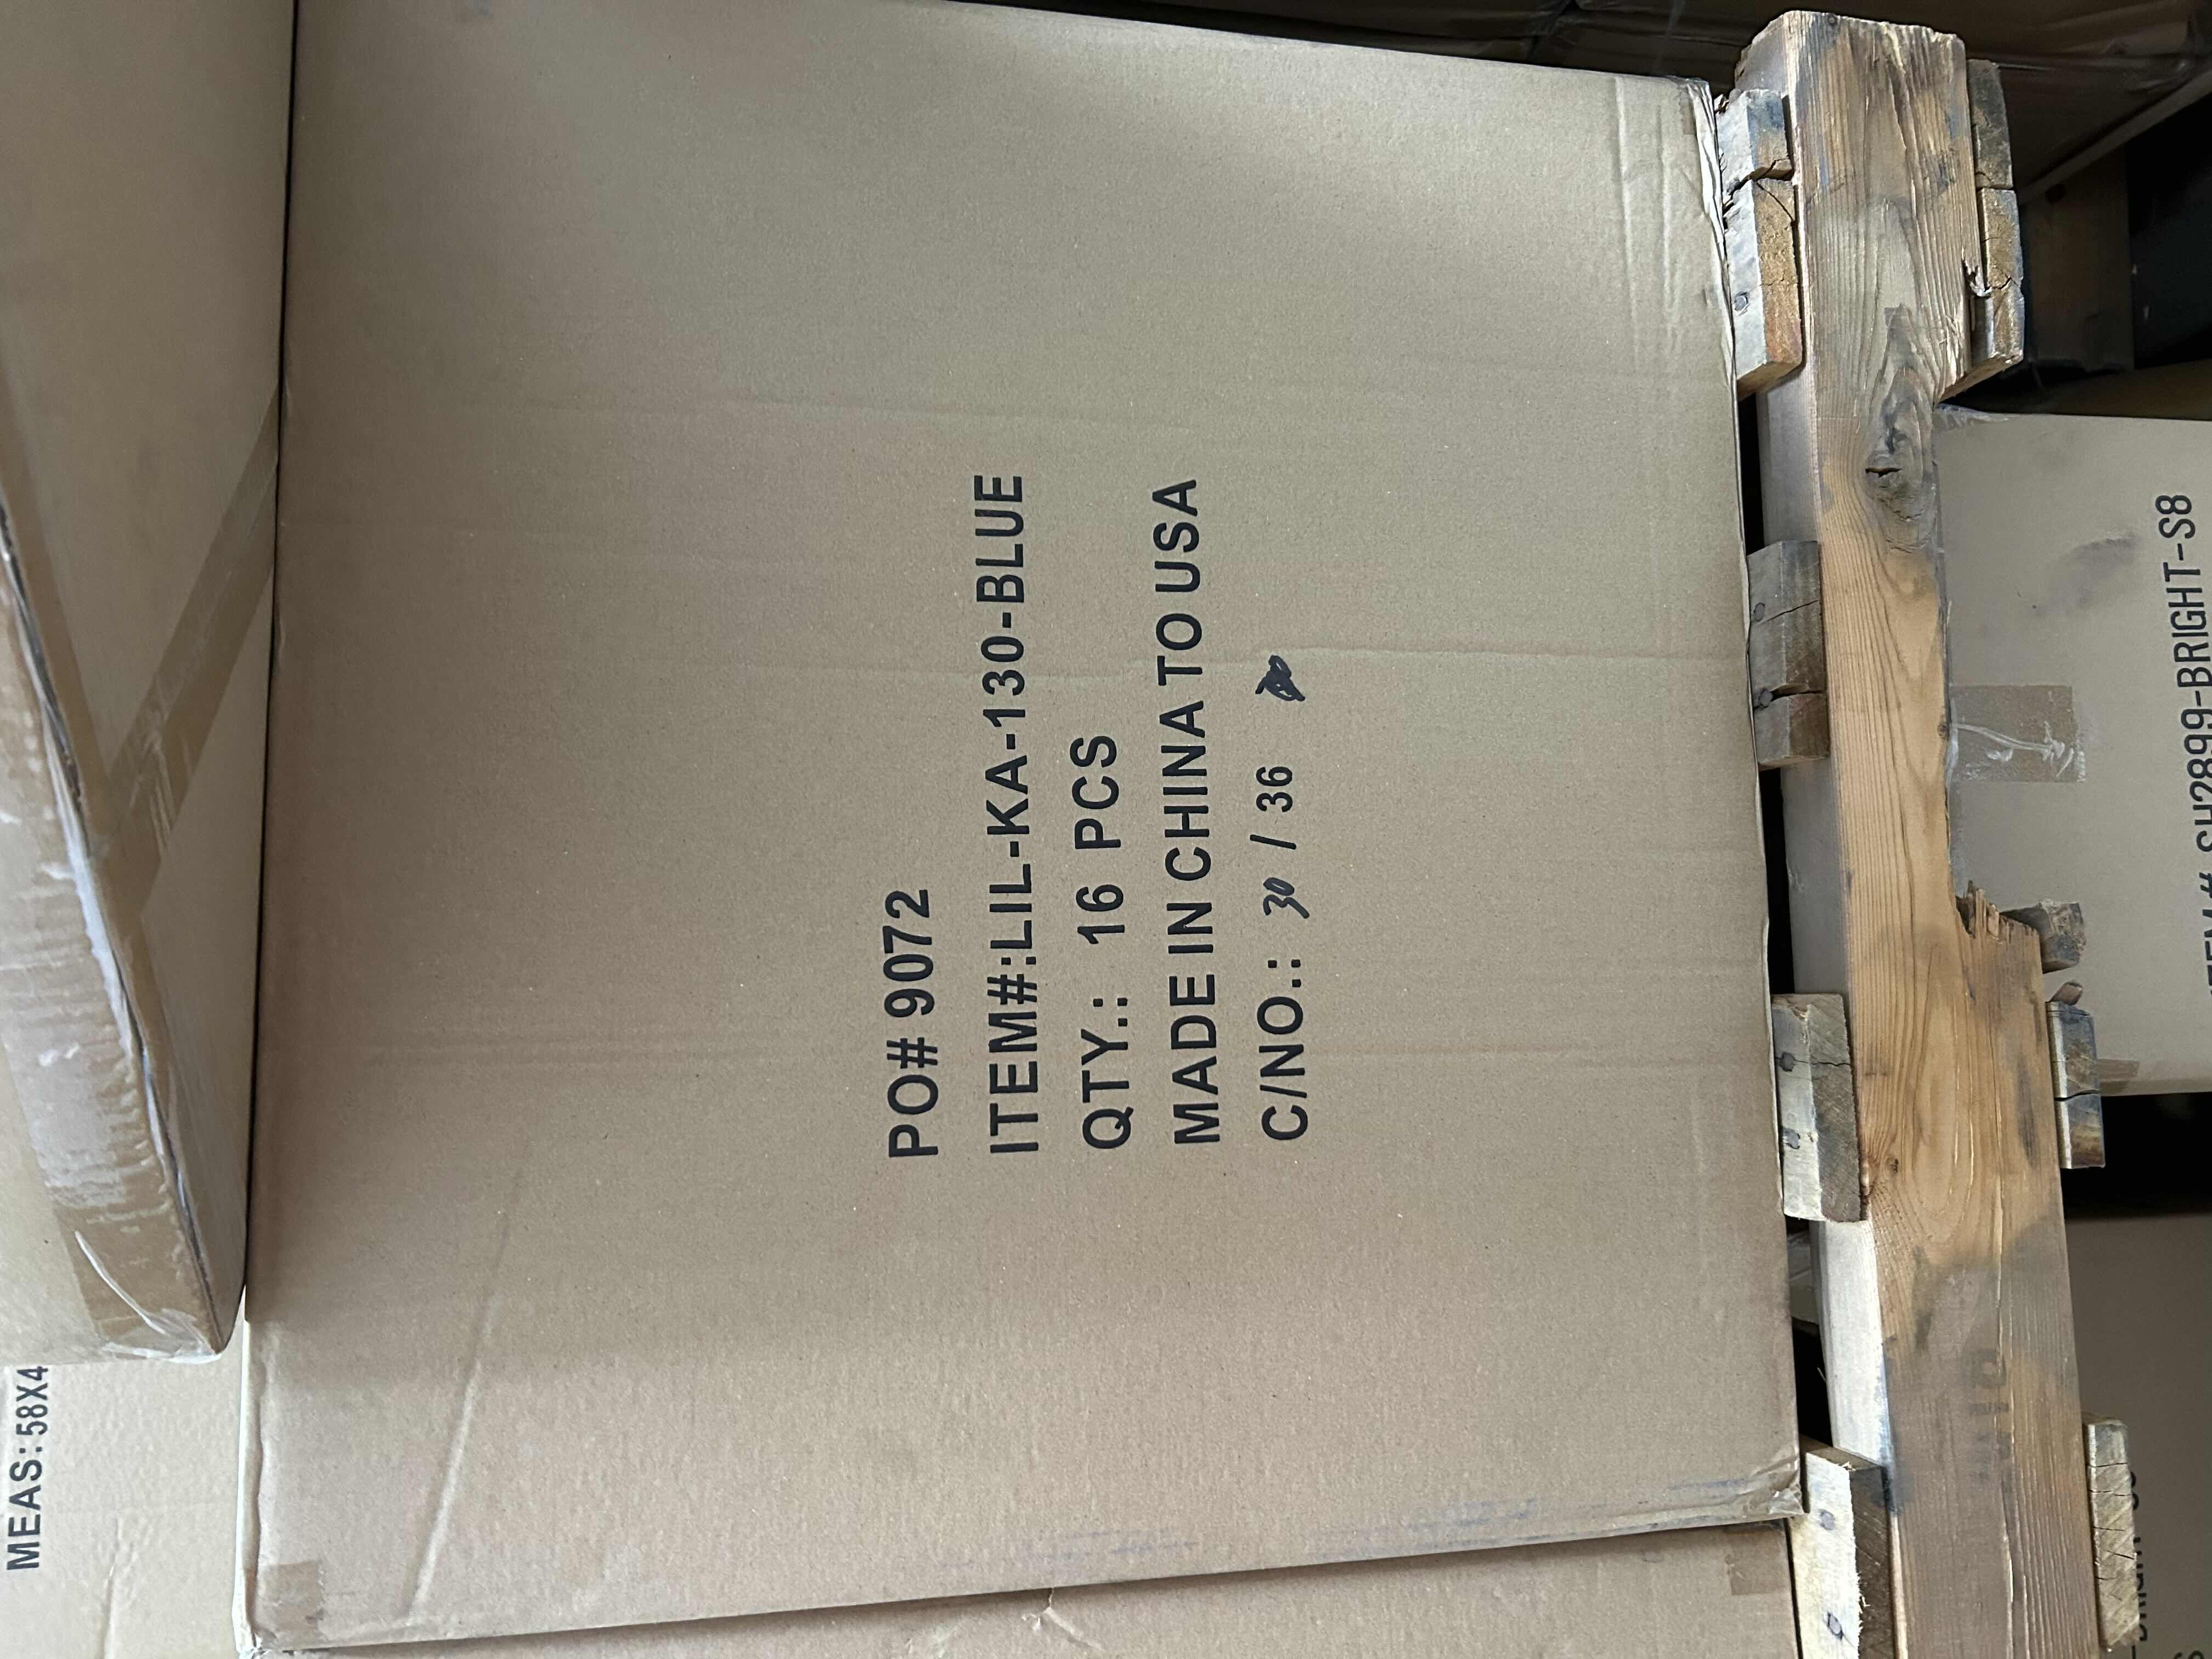 PO# 9072
ITEM#:LIL-KA-130-BLUE
QTY.: 16 PCS
MADE IN CHINA TO USA
C/NO.: 30 / 36
MEAS:58X4
SH2899-BRIGHT-S8